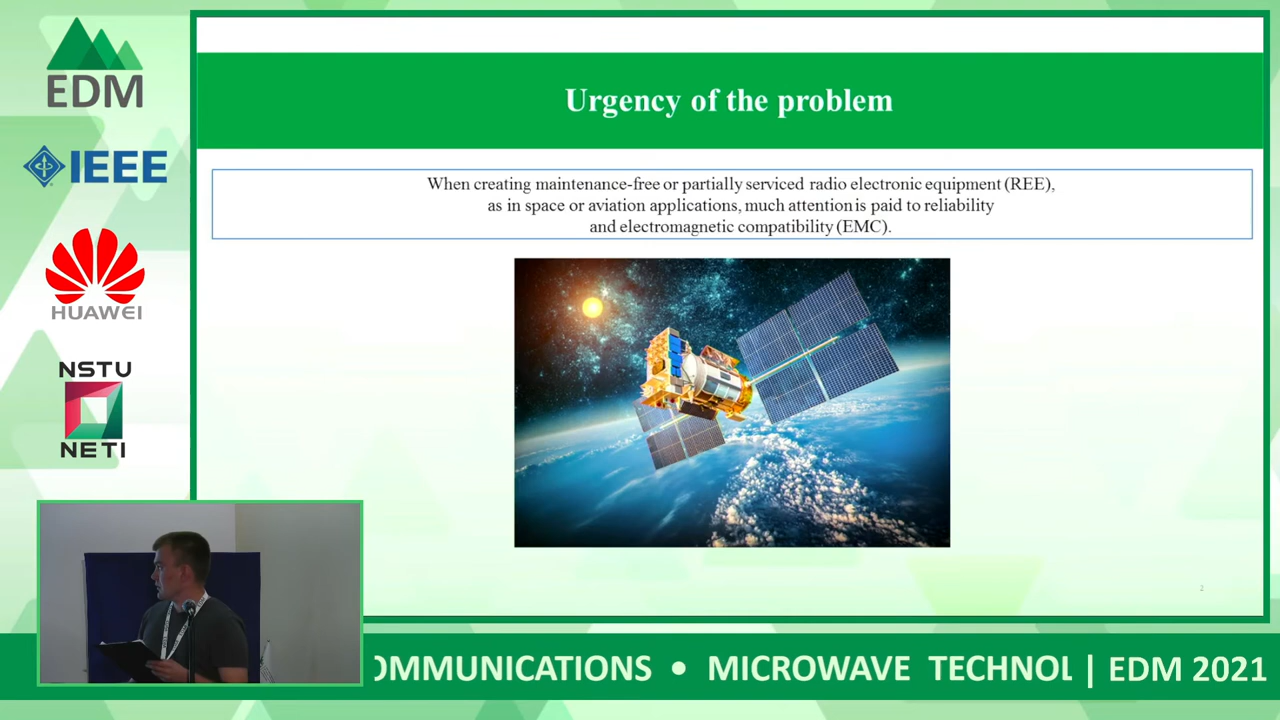 EDM
IEEE
HUAWEI
NSTU
NETI
Urgency of the problem
When creating maintenance-free or partially serviced radio electronic equipment (REE),
as in space or aviation applications, much attention is paid to reliability
and electromagnetic compatibility (EMC).
2
OMMUNICATIONS • MICROWAVE TECHNOL | EDM 2021